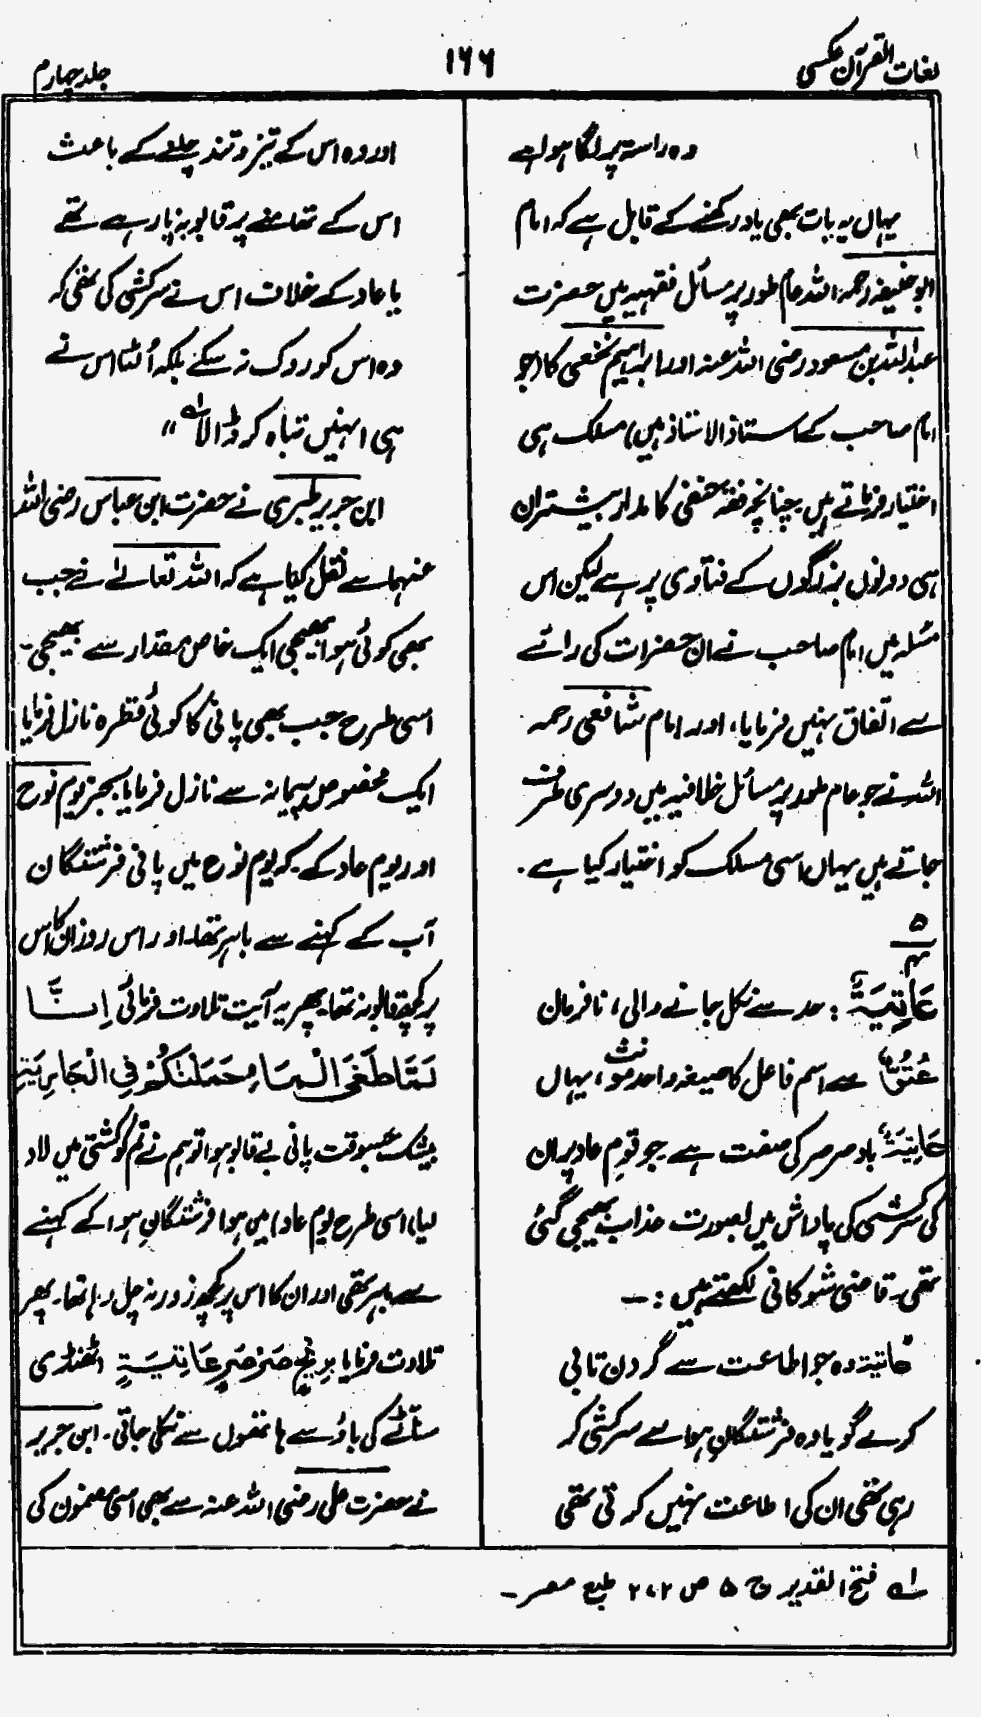 لغات القرآن عکسی
۱۶۶
جلد چہارم
وہ راستہ پر لگا ہوا ہے
یہاں یہ بات بھی یاد رکھنے کے قابل ہے کہ امام
ابو حنیفہ رحمہ اللہ عام طور پر مسائل فقہیہ میں حضرت
عبد اللہ بن مسعود رضی اللہ عنہ اور ابراہیم نخعی کا (جو
امام صاحب کے استاذ الاستاذ ہیں) مسلک ہی
اختیار فرماتے ہیں، چنانچہ فقہ حنفی کا مدار بیشتر ان
ہی دونوں بزرگوں کے فتاوی پر ہے لیکن اس
مسئلہ میں امام صاحب نے ان حضرات کی رائے
سے اتفاق نہیں فرمایا، اور امام شافعی رحمہ
اللہ نے جو عام طور پر مسائل خلافیہ میں دوسری طرف
جاتے ہیں یہاں اسی مسلک کو اختیار کیا ہے.
۵
۴
عَاتِیَۃٍ : حد سے نکل جانے والی، نافرمان
عُتُوٌّ سے اسم فاعل کا صیغہ واحد مونث، یہاں
عَاتِیَۃٌ باد صرصر کی صفت ہے جو قوم عاد پر ان
کی سرکشی کی پاداش میں بصورت عذاب بھیجی گئی
تھی۔ قاضی شوکانی لکھتے ہیں :۔
عاتیۃ وہ جو اطاعت سے گردن تابی
کرے گویا وہ فرشتگانِ ہوا سے سرکشی کر
رہی تھی ان کی اطاعت نہیں کرتی تھی
اور وہ اس کے تیز و تند چلنے کے باعث
اس کے تھامنے پر قابو نہ پا رہے تھے
یا عاد کے خلاف اس نے سرکشی کی تھی کہ
وہ اس کو روک نہ سکے بلکہ اُلٹا اس نے
ہی انہیں تباہ کر ڈالا لہ "
ابن جریر طبری نے حضرت ابن عباس رضی اللہ
عنہما سے نقل کیا ہے کہ اللہ تعالےٰ نے جب
بھی کوئی ہوا بھیجی ایک خاص مقدار سے بھیجی۔
اسی طرح جب بھی پانی کا کوئی قطرہ نازل فرمایا
ایک مخصوص پیمانہ سے نازل فرمایا بجز یوم نوح
اور یوم عاد کے۔ کہ یوم نوح میں پانی فرشتگان
آب کے کہنے سے باہر تھا۔ اور اس روز ان کا اس
پر کچھ قابو نہ تھا۔ پھر یہ آیت تلاوت فرمائی اِنَّا
لَمَّا طَغَی الْمَاءُ حَمَلْنٰکُمْ فِی الْجَارِیَۃِ
بیشک جس وقت پانی بے قابو ہوا تو ہم نے تم کو کشتی میں لاد
لیا) اسی طرح یوم عاد میں ہوا فرشتگانِ ہوا کے کہنے
سے باہر تھی اور ان کا اس پر کچھ زور نہ چل رہا تھا۔ پھر
تلاوت فرمایا بِرِیْحٍ صَرْصَرٍ عَاتِیَۃٍ (ٹھنڈی
سنّاٹے کی باؤ سے ہاتھوں سے نکلی جاتی۔ ابن جریر
نے حضرت علی رضی اللہ عنہ سے بھی اسی مضمون کی
لہ فتح القدیر ج ۵ ص ۲۷۲ طبع مصر۔